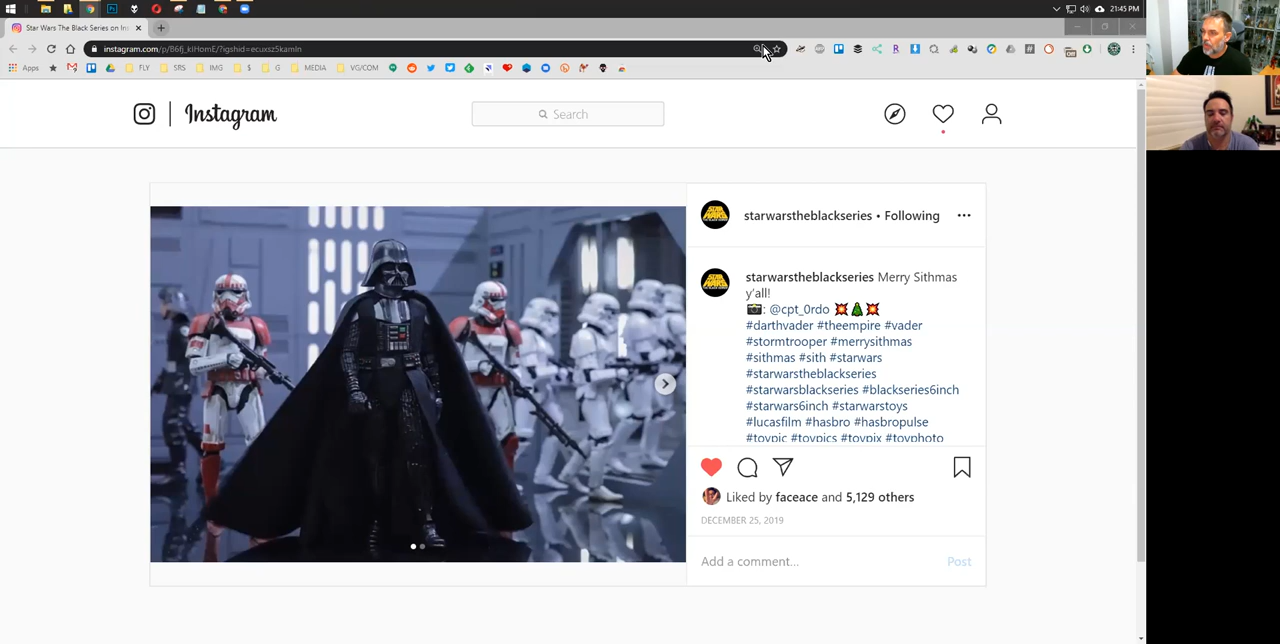 21:45
Star Wars The Black Series on Ins
instagram.com/p/B6fj_kIHomE/?igshid=ecuxsz5kamln
Apps
FLY
SRS
IMG
$
G
MEDIA
VG/COM
Instagram
Search
starwarstheblackseries • Following
starwarstheblackseries Merry Sithmas
y'all!
: @cpt_0rdo
#darthvader #theempire #vader
#stormtrooper #merrysithmas
#sithmas #sith #starwars
#starwarstheblackseries
#starwarsblackseries #blackseries6inch
#starwars6inch #starwarstoys
#lucasfilm #hasbro #hasbropulse
#toypic #toypics #toypix #toyphoto
Liked by faceace and 5,129 others
DECEMBER 25, 2019
Add a comment...
Post